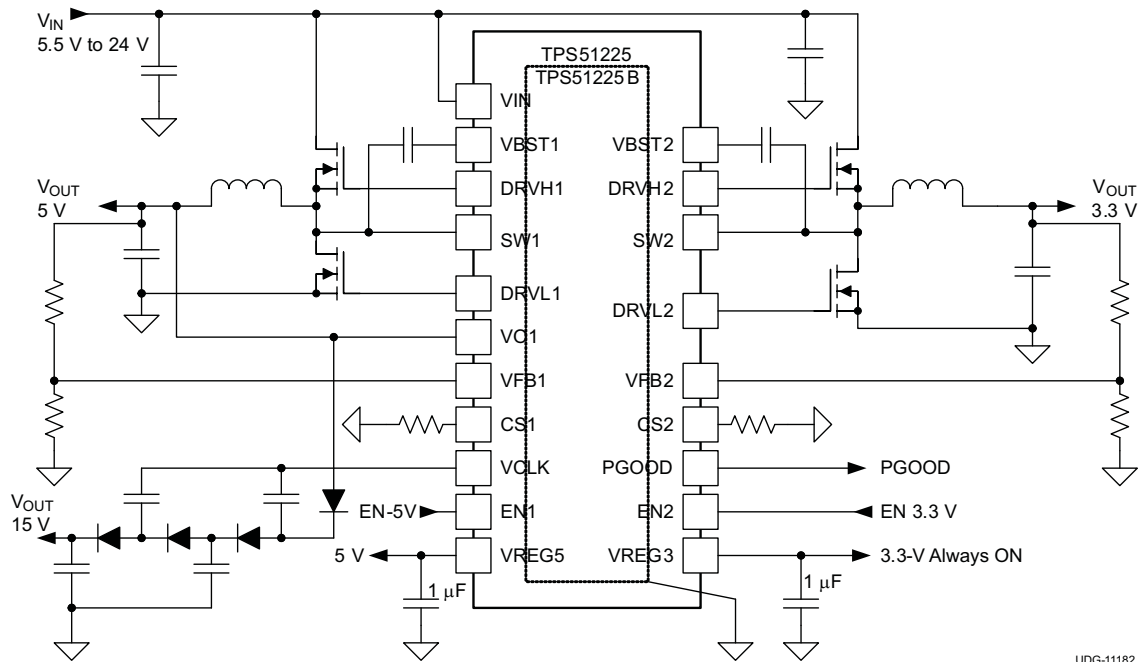 VIN
5.5 V to 24 V
TPS51225
TPS51225B
VIN
VBST1
VBST2
DRVH1
DRVH2
VOUT
5 V
VOUT
3.3 V
SW1
SW2
DRVL1
DRVL2
VO1
VFB1
VFB2
CS1
CS2
VCLK
PGOOD
PGOOD
VOUT
15 V
EN-5V
EN1
EN2
EN 3.3 V
5 V
VREG5
VREG3
3.3-V Always ON
1 μF
1 μF
UDG-11182